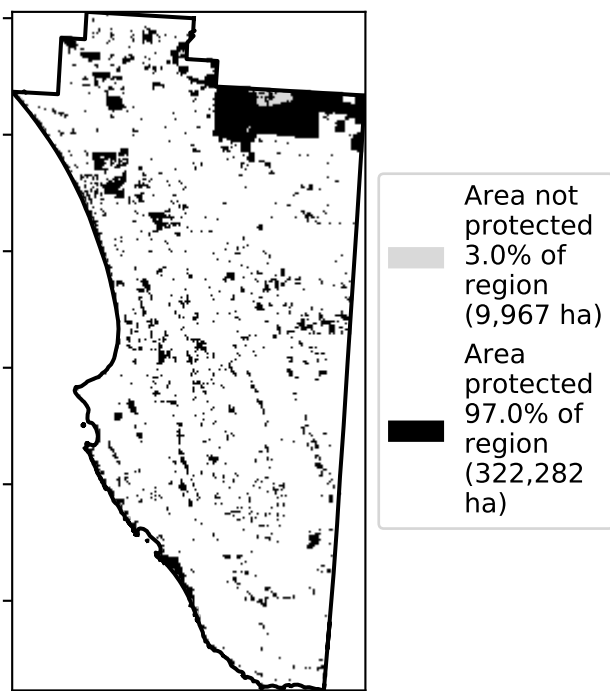 Area not
protected
3.0% of
region
(9,967 ha)
Area
protected
97.0% of
region
(322,282
ha)